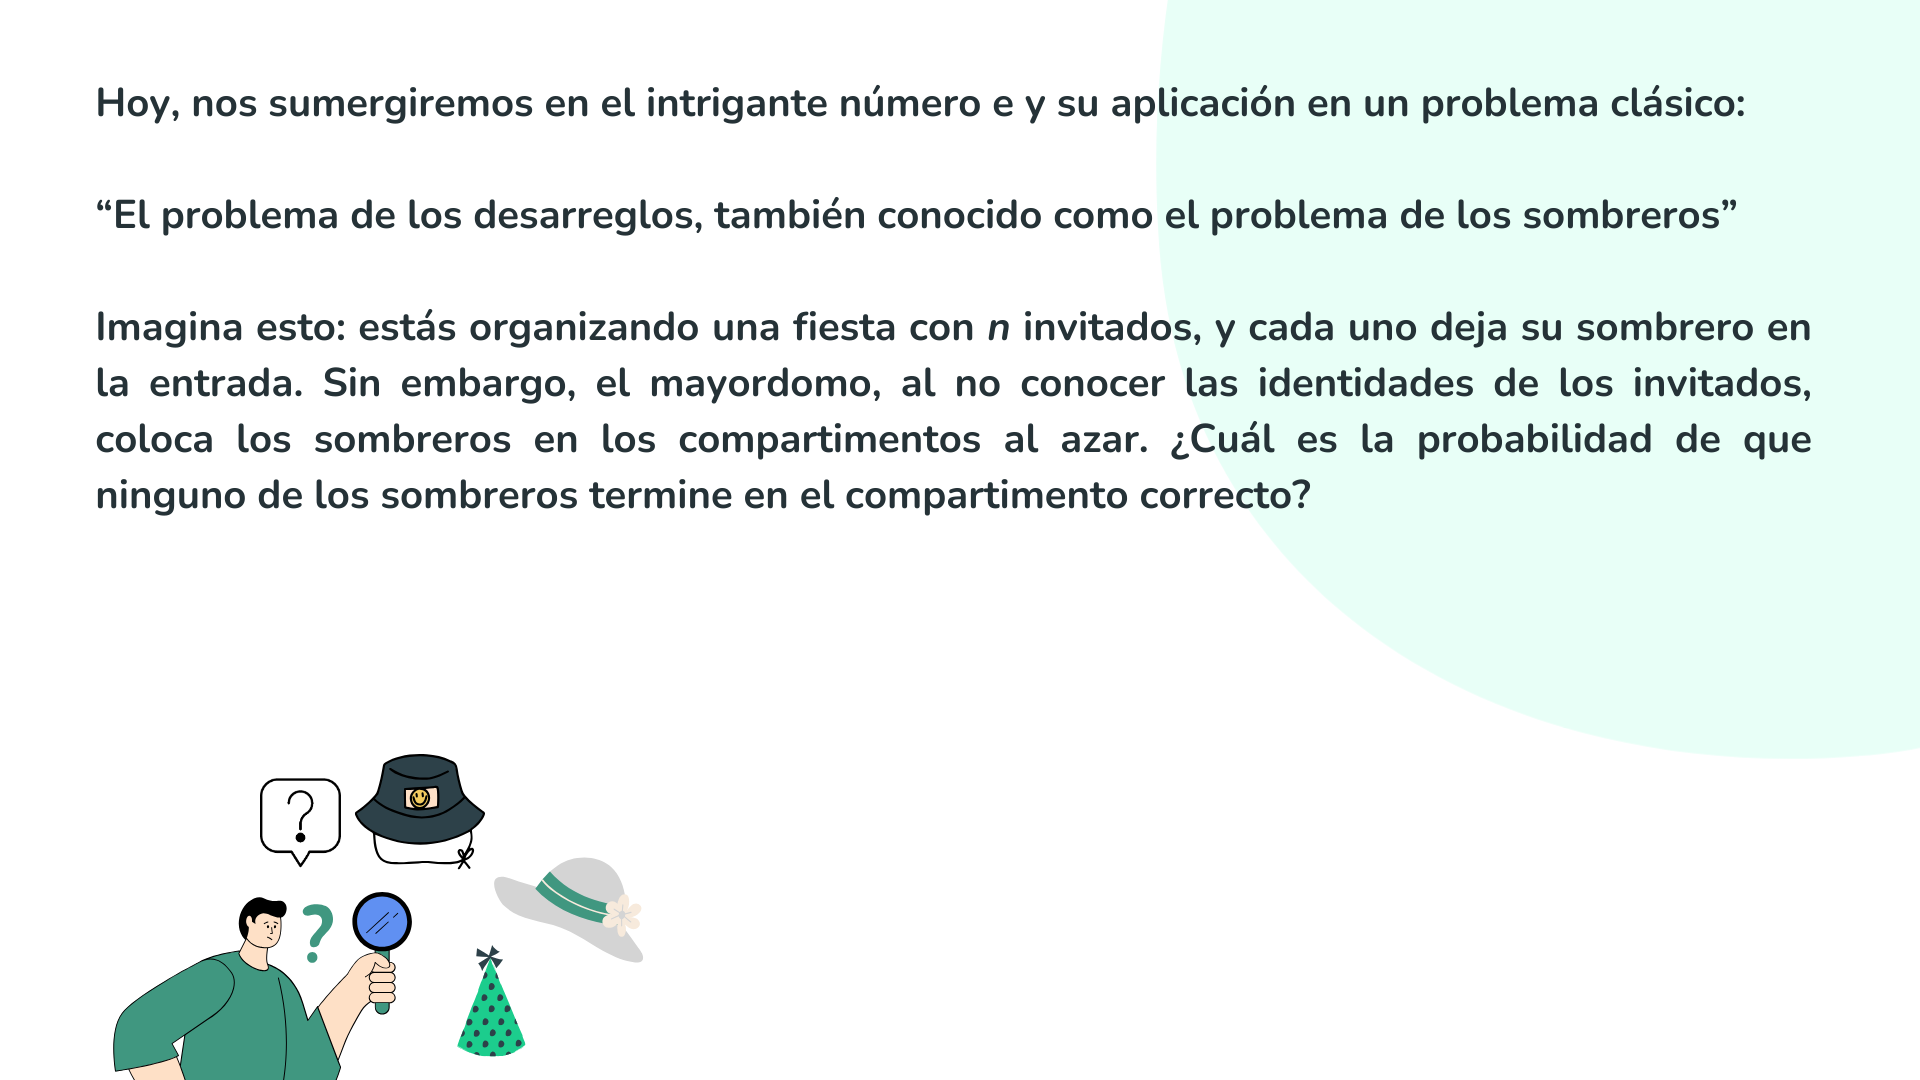 Hoy, nos sumergiremos en el intrigante número e y su aplicación en un problema clásico:
“El problema de los desarreglos, también conocido como el problema de los sombreros”
Imagina esto: estás organizando una fiesta con n invitados, y cada uno deja su sombrero en
la entrada. Sin embargo, el mayordomo, al no conocer las identidades de los invitados,
coloca los sombreros en los compartimentos al azar. ¿Cuál es la probabilidad de que
ninguno de los sombreros termine en el compartimento correcto?
?
?